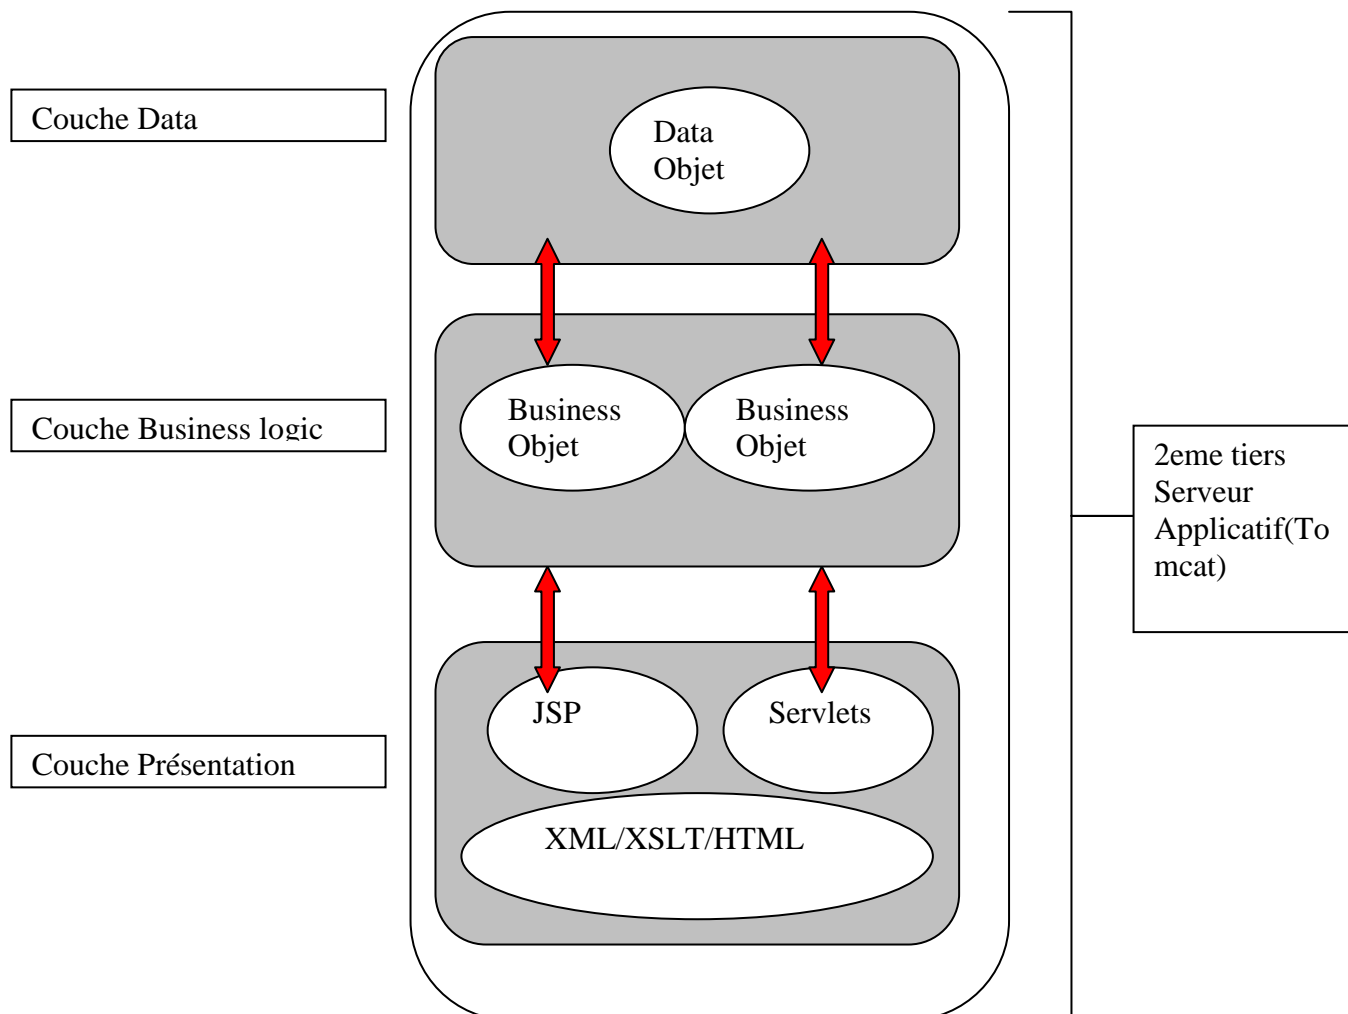 Couche Data
Data
Objet
Couche Business logic
Business
Objet
Business
Objet
2eme tiers
Serveur
Applicatif(To
mcat)
JSP
Servlets
Couche Présentation
XML/XSLT/HTML